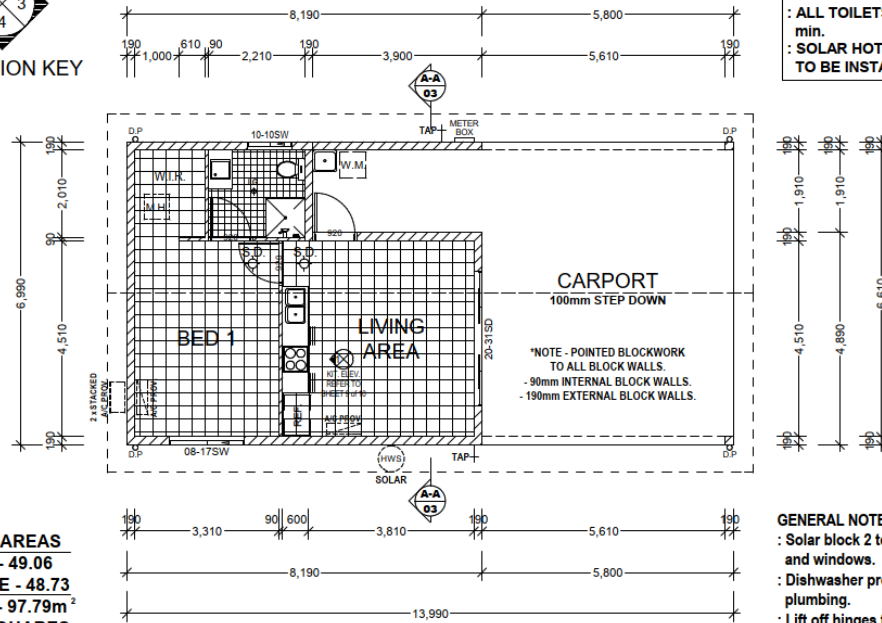 3
4
ION KEY
8,190
5,800
: ALL TOILETS
min.
: SOLAR HOT
TO BE INSTA
190
1,000
610
90
2,210
190
3,900
5,610
190
A-A
03
D.P
10-10SW
TAP
METER
BOX
D.P
W.I.R.
W.M.
M.H
920
S.D.
S.D.
BED 1
LIVING
AREA
KIT. ELEV.
REFER TO
REF.
A/C PROV
2 x STACKED
A/C PROV.
A/C PROV
20-31SD
CARPORT
100mm STEP DOWN
*NOTE - POINTED BLOCKWORK
TO ALL BLOCK WALLS.
- 90mm INTERNAL BLOCK WALLS.
- 190mm EXTERNAL BLOCK WALLS.
6,990
190
2,010
90
4,510
190
190
1,910
190
4,510
190
190
1,910
4,890
190
6,610
190
D.P
08-17SW
HWS
SOLAR
TAP
D.P
A-A
03
190
3,310
90
600
3,810
190
5,610
190
8,190
5,800
13,990
AREAS
- 49.06
E - 48.73
- 97.79m²
GENERAL NOTE
: Solar block 2 to
and windows.
: Dishwasher pro
plumbing.
: Lift off hinges t